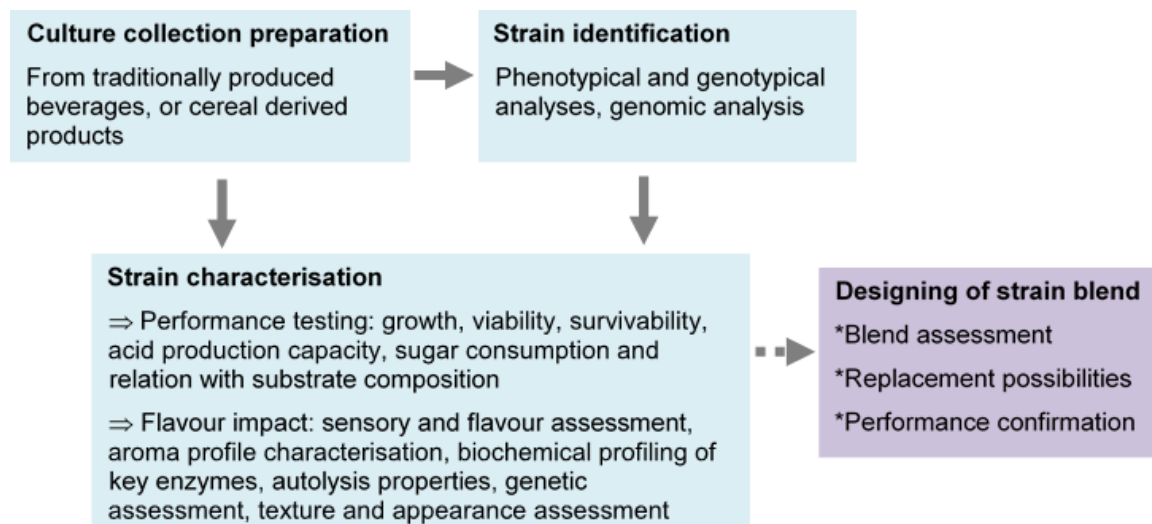 Culture collection preparation
From traditionally produced
beverages, or cereal derived
products
Strain identification
Phenotypical and genotypical
analyses, genomic analysis
Strain characterisation
⇒ Performance testing: growth, viability, survivability,
acid production capacity, sugar consumption and
relation with substrate composition
⇒ Flavour impact: sensory and flavour assessment,
aroma profile characterisation, biochemical profiling of
key enzymes, autolysis properties, genetic
assessment, texture and appearance assessment
Designing of strain blend
*Blend assessment
*Replacement possibilities
*Performance confirmation